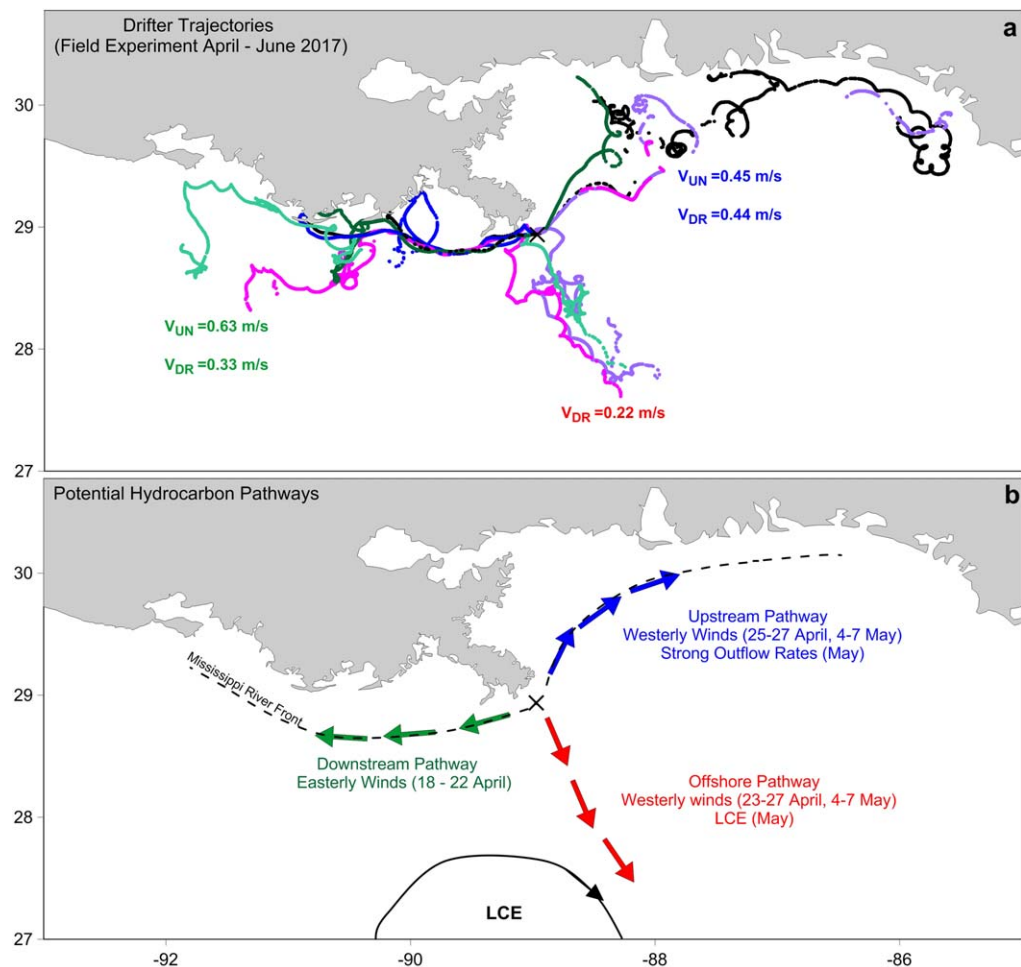 Drifter Trajectories
(Field Experiment April - June 2017)
a
30
29
28
27
V_UN =0.45 m/s
V_DR =0.44 m/s
V_UN =0.63 m/s
V_DR =0.33 m/s
V_DR =0.22 m/s
Potential Hydrocarbon Pathways
b
30
29
28
27
Upstream Pathway
Westerly Winds (25-27 April, 4-7 May)
Strong Outflow Rates (May)
Mississippi River Front
Downstream Pathway
Easterly Winds (18 - 22 April)
Offshore Pathway
Westerly winds (23-27 April, 4-7 May)
LCE (May)
LCE
-92
-90
-88
-86